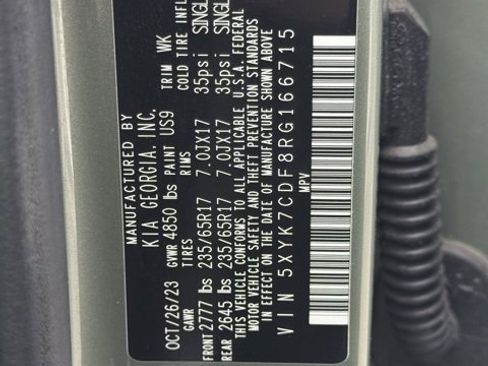 MANUFACTURED BY
KIA GEORGIA, INC.
OCT/26/23 GVWR 4850 lbs PAINT US9 TRIM WK
GAWR TIRES RIMS COLD TIRE INFL
FRONT 2777 lbs 235/65R17 7.0JX17 35psi SINGL
REAR 2645 lbs 235/65R17 7.0JX17 35psi SINGL
THIS VEHICLE CONFORMS TO ALL APPLICABLE U.S.A. FEDERAL
MOTOR VEHICLE SAFETY AND THEFT PREVENTION STANDARDS
IN EFFECT ON THE DATE OF MANUFACTURE SHOWN ABOVE
VIN 5XYK7CDF8RG166715
MPV